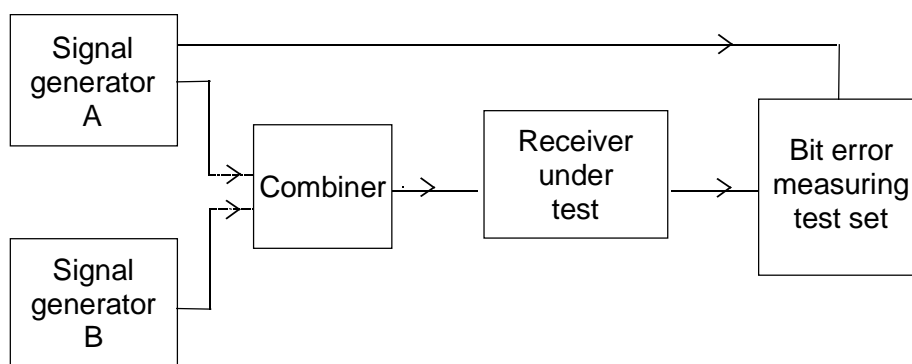 Signal
generator
A
Combiner
Receiver
under
test
Bit error
measuring
test set
Signal
generator
B